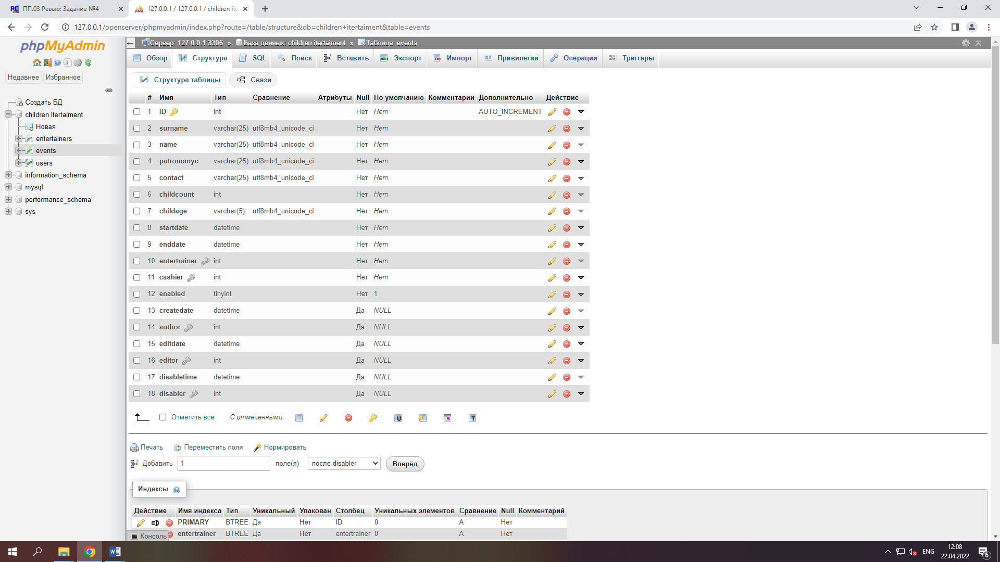 ПП.03 Ревью: Задание №4
127.0.0.1 / 127.0.0.1 / children ite
127.0.0.1/openserver/phpmyadmin/index.php?route=/table/structure&db=children+itertaiment&table=events
phpMyAdmin
Недавнее Избранное
Создать БД
children itertaiment
Новая
entertainers
events
users
information_schema
mysql
performance_schema
sys
Сервер: 127.0.0.1:3306 » База данных: children itertaiment » Таблица: events
Обзор Структура SQL Поиск Вставить Экспорт Импорт Привилегии Операции Триггеры
Структура таблицы Связи
# Имя Тип Сравнение Атрибуты Null По умолчанию Комментарии Дополнительно Действие
1 ID int Нет Нет AUTO_INCREMENT
2 surname varchar(25) utf8mb4_unicode_ci Нет Нет
3 name varchar(25) utf8mb4_unicode_ci Нет Нет
4 patronomyc varchar(25) utf8mb4_unicode_ci Нет Нет
5 contact varchar(25) utf8mb4_unicode_ci Нет Нет
6 childcount int Нет Нет
7 childage varchar(5) utf8mb4_unicode_ci Нет Нет
8 startdate datetime Нет Нет
9 enddate datetime Нет Нет
10 entertrainer int Нет Нет
11 cashier int Нет Нет
12 enabled tinyint Нет 1
13 createdate datetime Да NULL
14 author int Да NULL
15 editdate datetime Да NULL
16 editor int Да NULL
17 disabletime datetime Да NULL
18 disabler int Да NULL
Отметить все С отмеченными:
Печать Переместить поля Нормировать
Добавить 1 поле(я) после disabler Вперёд
Индексы
Действие Имя индекса Тип Уникальный Упакован Столбец Уникальных элементов Сравнение Null Комментарий
PRIMARY BTREE Да Нет ID 0 A Нет
entertrainer BTREE Да Нет entertrainer 0 A Нет
Консоль
ENG
12:08
22.04.2022
6